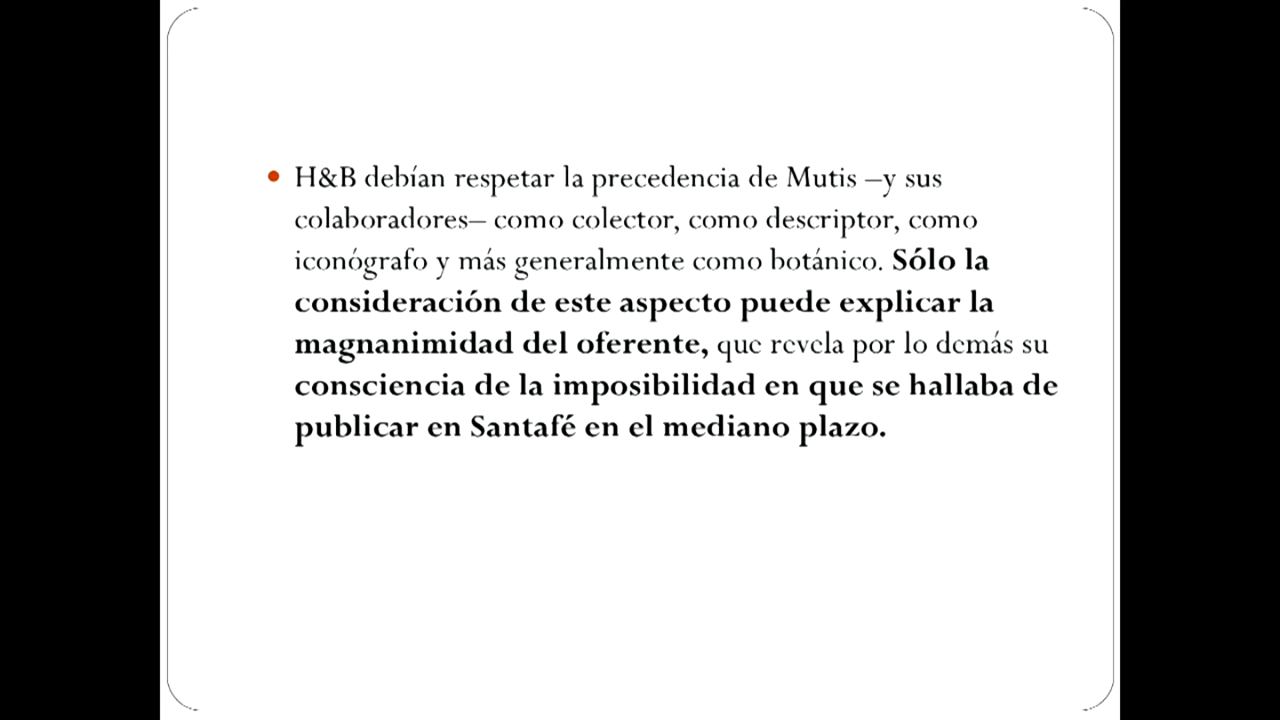 • H&B debían respetar la precedencia de Mutis –y sus
colaboradores– como colector, como descriptor, como
iconógrafo y más generalmente como botánico. Sólo la
consideración de este aspecto puede explicar la
magnanimidad del oferente, que revela por lo demás su
consciencia de la imposibilidad en que se hallaba de
publicar en Santafé en el mediano plazo.